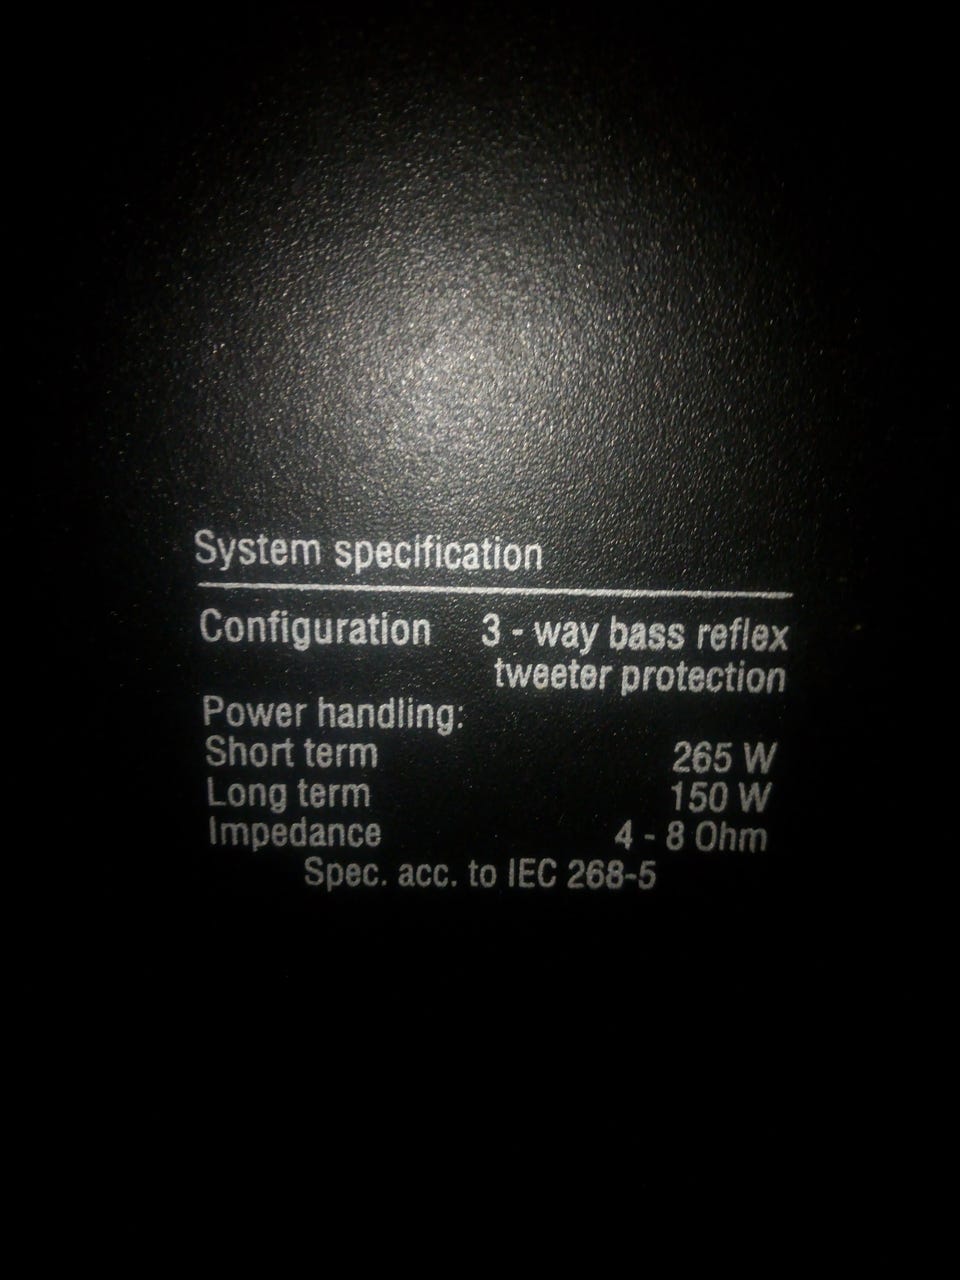 System specification
Configuration 3 - way bass reflex
tweeter protection
Power handling:
Short term 265 W
Long term 150 W
Impedance 4 - 8 Ohm
Spec. acc. to IEC 268-5